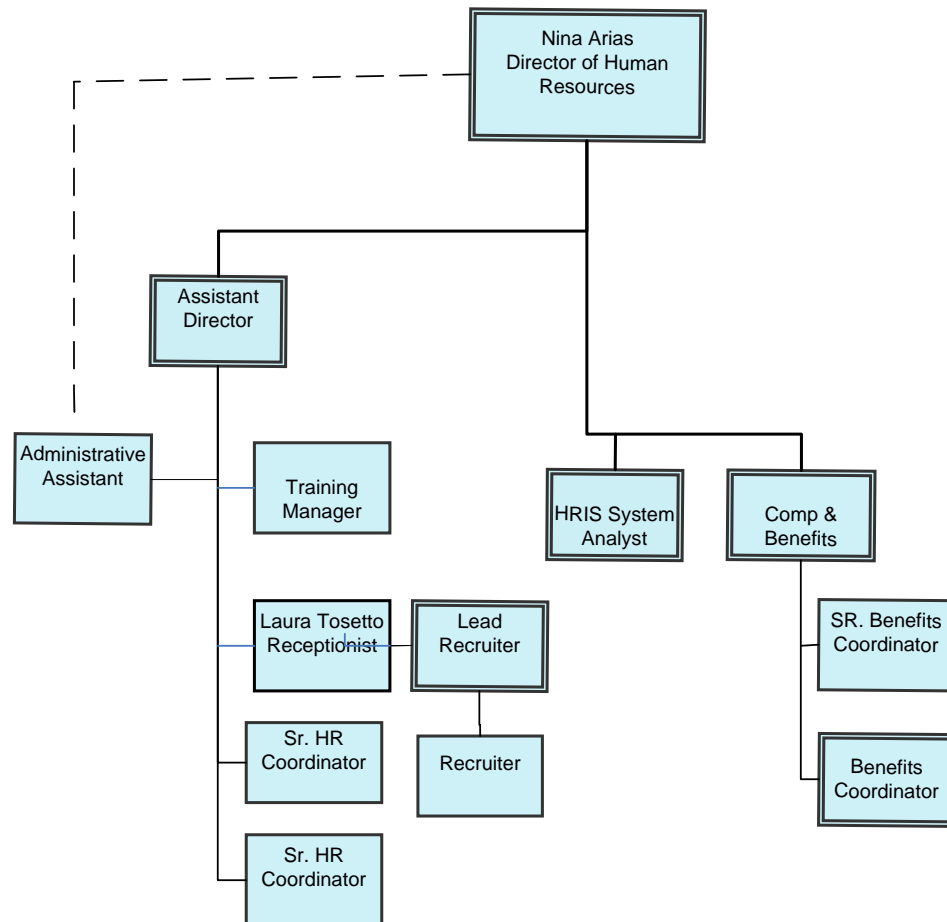 Nina Arias
Director of Human
Resources
Assistant
Director
Administrative
Assistant
Training
Manager
HRIS System
Analyst
Comp &
Benefits
Laura Tosetto
Receptionist
Lead
Recruiter
SR. Benefits
Coordinator
Sr. HR
Coordinator
Recruiter
Benefits
Coordinator
Sr. HR
Coordinator